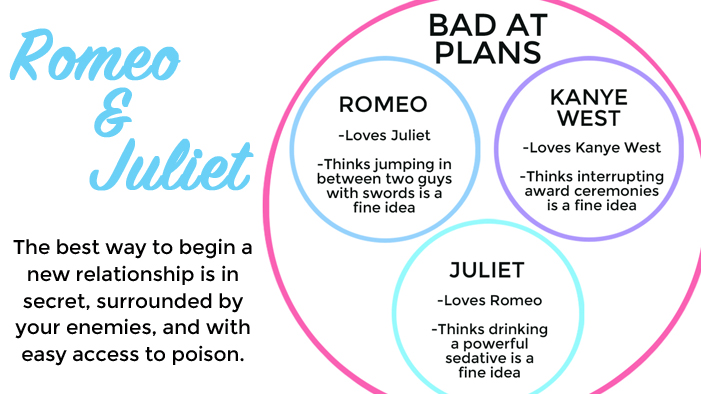 Romeo
&
Juliet
The best way to begin a
new relationship is in
secret, surrounded by
your enemies, and with
easy access to poison.
BAD AT
PLANS
ROMEO
-Loves Juliet
-Thinks jumping in
between two guys
with swords is a
fine idea
KANYE
WEST
-Loves Kanye West
-Thinks interrupting
award ceremonies
is a fine idea
JULIET
-Loves Romeo
-Thinks drinking
a powerful
sedative is a
fine idea